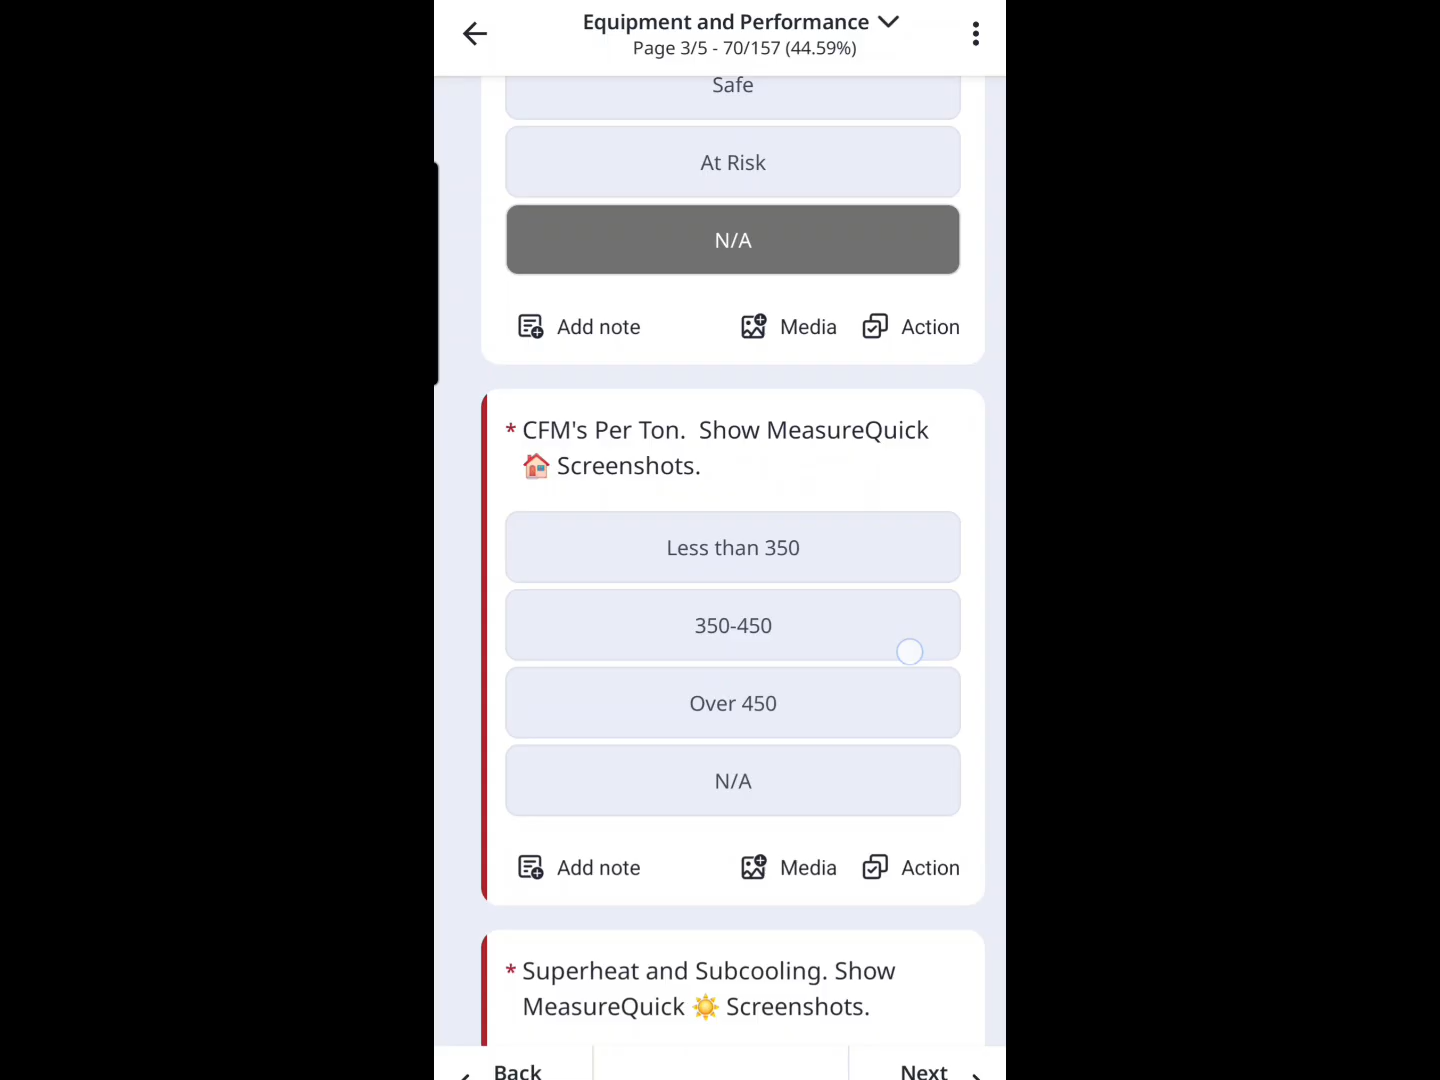 Equipment and Performance
Page 3/5 - 70/157 (44.59%)
Safe
At Risk
N/A
Add note Media Action
* CFM's Per Ton. Show MeasureQuick
🏠 Screenshots.
Less than 350
350-450
Over 450
N/A
Add note Media Action
* Superheat and Subcooling. Show
MeasureQuick ☀️ Screenshots.
Back Next